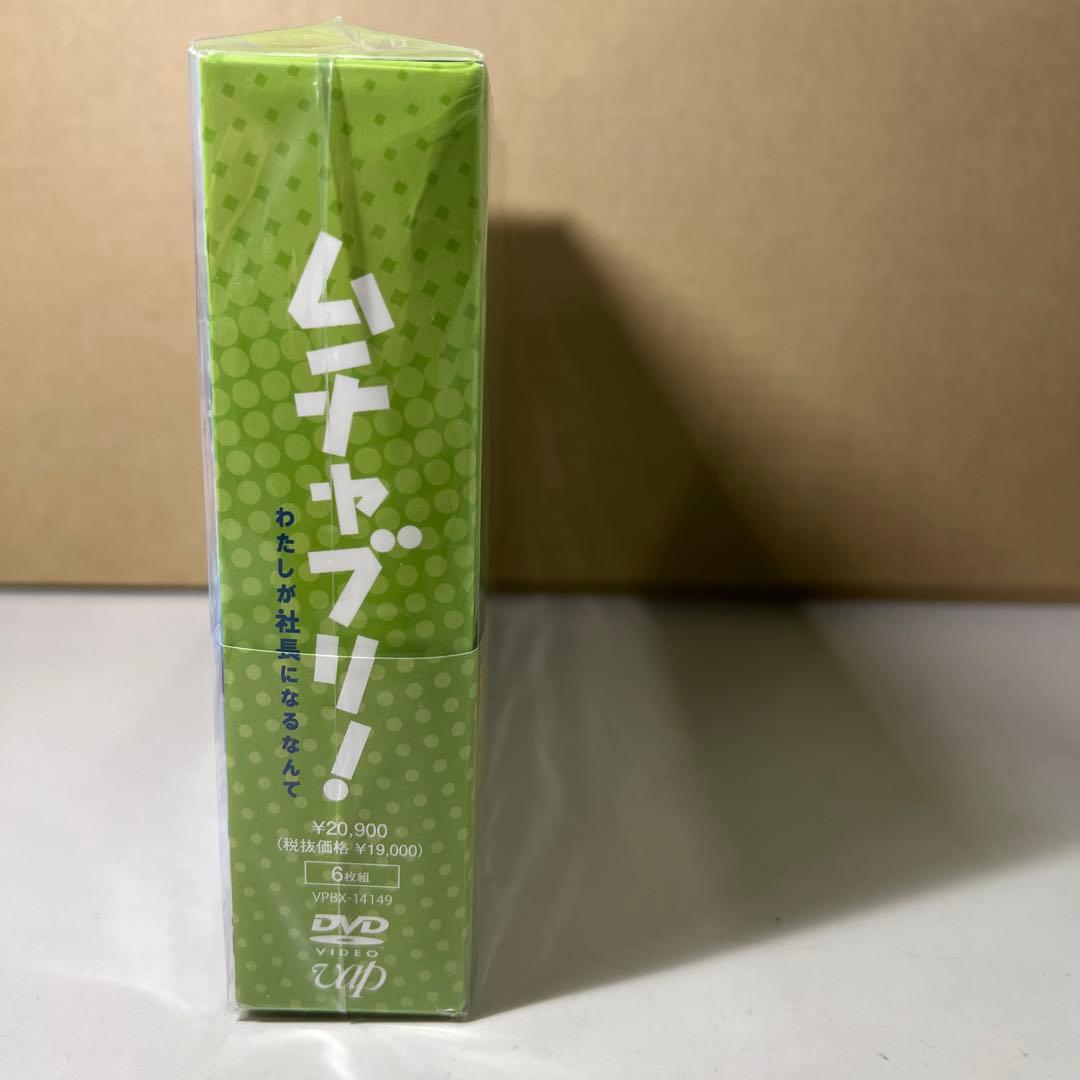 ムチャブリ！
わたしが社長になるなんて
¥20,900
(税抜価格 ¥19,000)
6枚組
VPBX-14149
DVD
VIDEO
vap